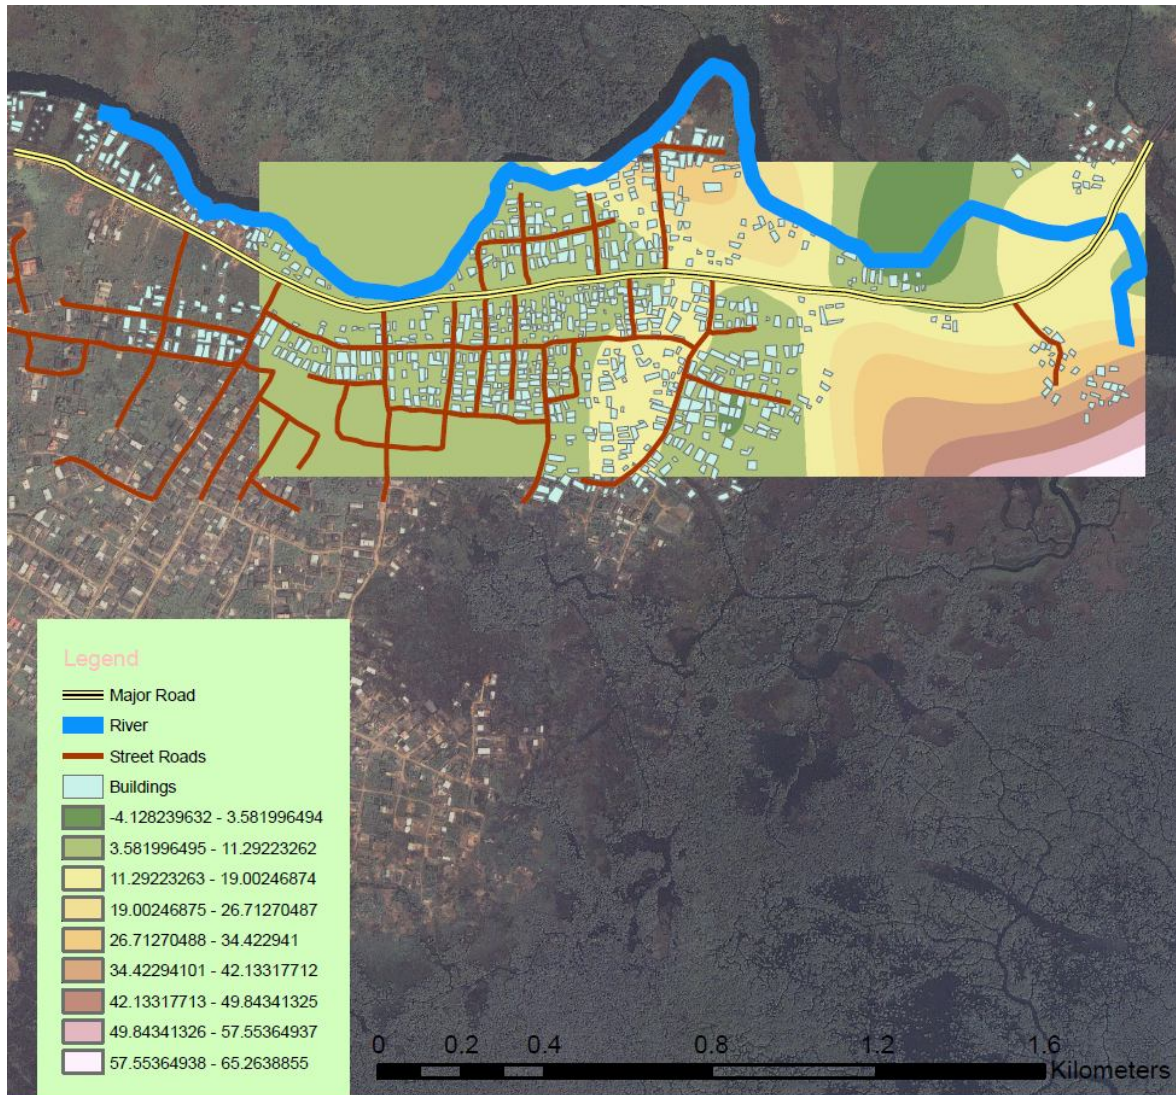 Legend
Major Road
River
Street Roads
Buildings
-4.128239632 - 3.581996494
3.581996495 - 11.29223262
11.29223263 - 19.00246874
19.00246875 - 26.71270487
26.71270488 - 34.422941
34.42294101 - 42.13317712
42.13317713 - 49.84341325
49.84341326 - 57.55364937
57.55364938 - 65.2638855
0 0.2 0.4 0.8 1.2 1.6
Kilometers